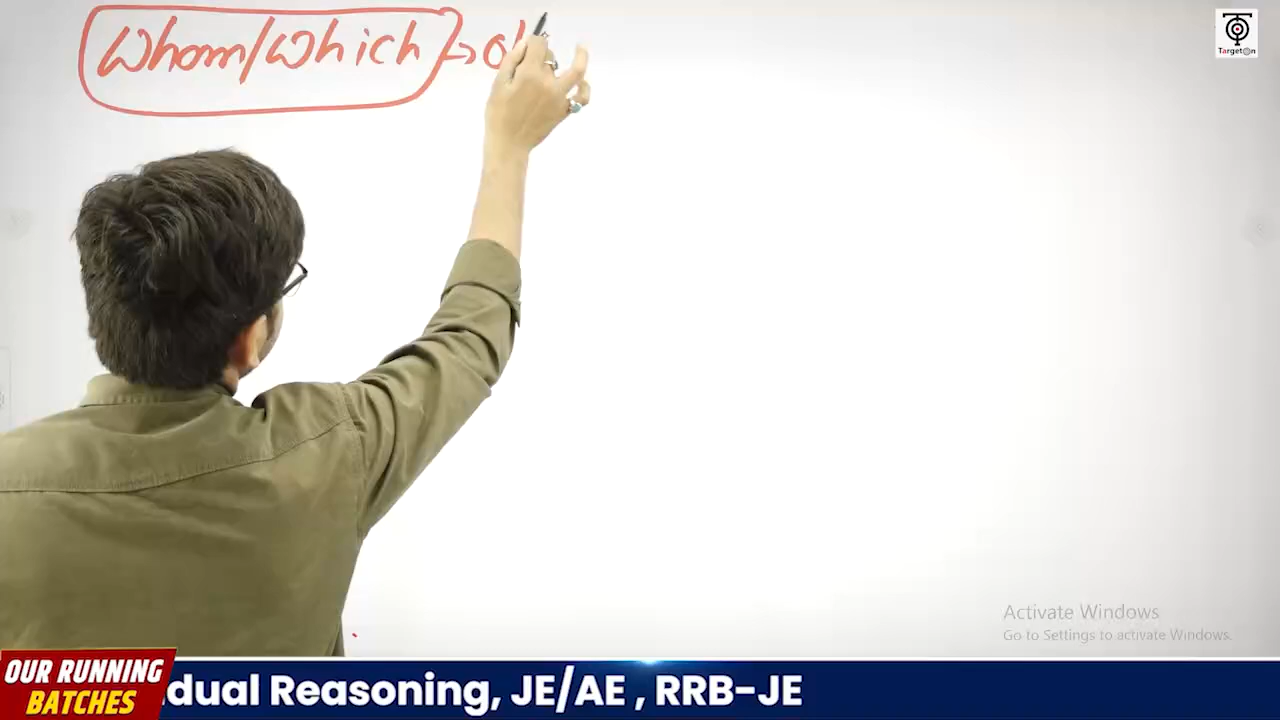 Whom/Which →
TargetOn
Activate Windows
Go to Settings to activate Windows.
OUR RUNNING
BATCHES
dual Reasoning, JE/AE , RRB-JE